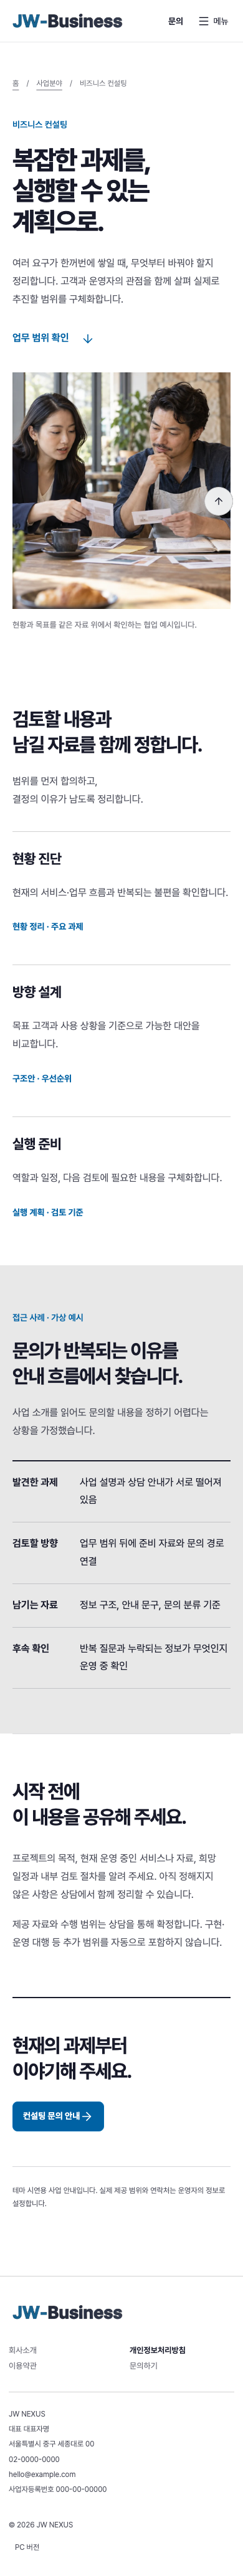 JW-Business
문의
메뉴
홈 / 사업분야 / 비즈니스 컨설팅
비즈니스 컨설팅
복잡한 과제를,
실행할 수 있는
계획으로.
여러 요구가 한꺼번에 쌓일 때, 무엇부터 바꿔야 할지
정리합니다. 고객과 운영자의 관점을 함께 살펴 실제로
추진할 범위를 구체화합니다.
업무 범위 확인
현황과 목표를 같은 자료 위에서 확인하는 협업 예시입니다.
검토할 내용과
남길 자료를 함께 정합니다.
범위를 먼저 합의하고,
결정의 이유가 남도록 정리합니다.
현황 진단
현재의 서비스·업무 흐름과 반복되는 불편을 확인합니다.
현황 정리 · 주요 과제
방향 설계
목표 고객과 사용 상황을 기준으로 가능한 대안을
비교합니다.
구조안 · 우선순위
실행 준비
역할과 일정, 다음 검토에 필요한 내용을 구체화합니다.
실행 계획 · 검토 기준
접근 사례 · 가상 예시
문의가 반복되는 이유를
안내 흐름에서 찾습니다.
사업 소개를 읽어도 문의할 내용을 정하기 어렵다는
상황을 가정했습니다.
발견한 과제
사업 설명과 상담 안내가 서로 떨어져
있음
검토할 방향
업무 범위 뒤에 준비 자료와 문의 경로
연결
남기는 자료
정보 구조, 안내 문구, 문의 분류 기준
후속 확인
반복 질문과 누락되는 정보가 무엇인지
운영 중 확인
시작 전에
이 내용을 공유해 주세요.
프로젝트의 목적, 현재 운영 중인 서비스나 자료, 희망
일정과 내부 검토 절차를 알려 주세요. 아직 정해지지
않은 사항은 상담에서 함께 정리할 수 있습니다.
제공 자료와 수행 범위는 상담을 통해 확정합니다. 구현·
운영 대행 등 추가 범위를 자동으로 포함하지 않습니다.
현재의 과제부터
이야기해 주세요.
컨설팅 문의 안내
테마 시연용 사업 안내입니다. 실제 제공 범위와 연락처는 운영자의 정보로
설정합니다.
JW-Business
회사소개
개인정보처리방침
이용약관
문의하기
JW NEXUS
대표 대표자명
서울특별시 중구 세종대로 00
02-0000-0000
hello@example.com
사업자등록번호 000-00-00000
© 2026 JW NEXUS
PC 버전